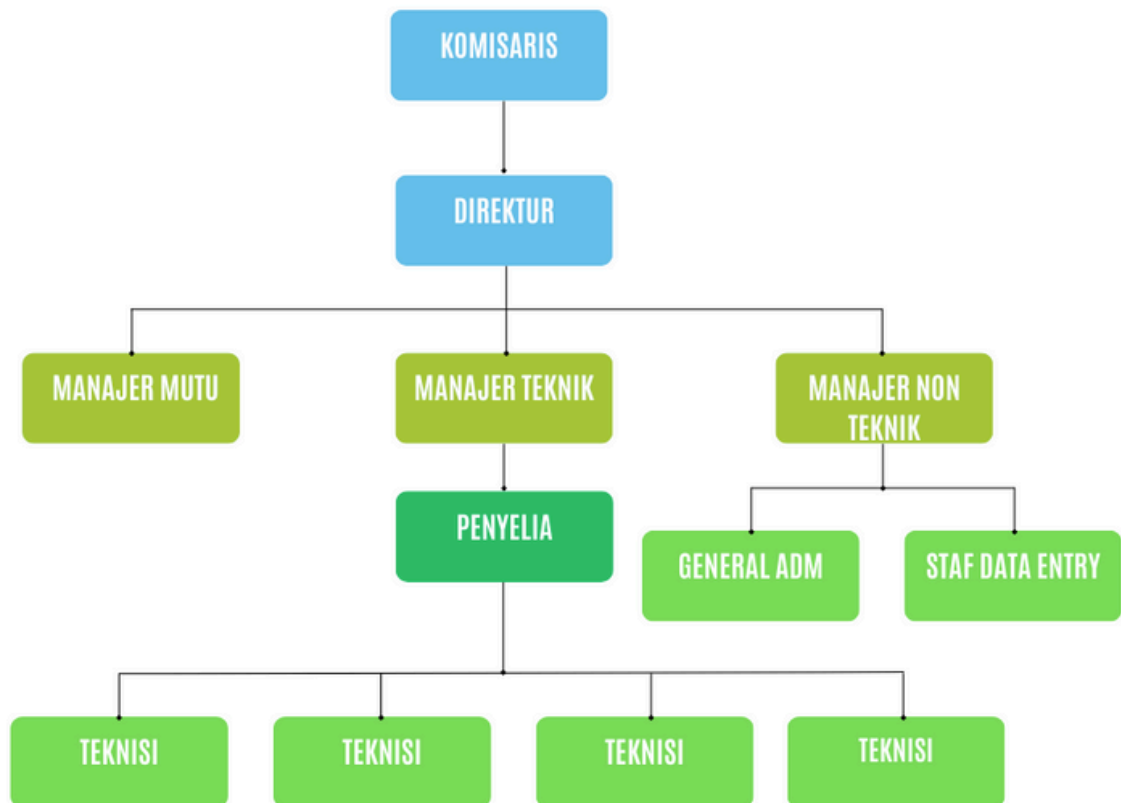 KOMISARIS
DIREKTUR
MANAJER MUTU
MANAJER TEKNIK
MANAJER NON
TEKNIK
PENYELIA
GENERAL ADM
STAF DATA ENTRY
TEKNISI
TEKNISI
TEKNISI
TEKNISI